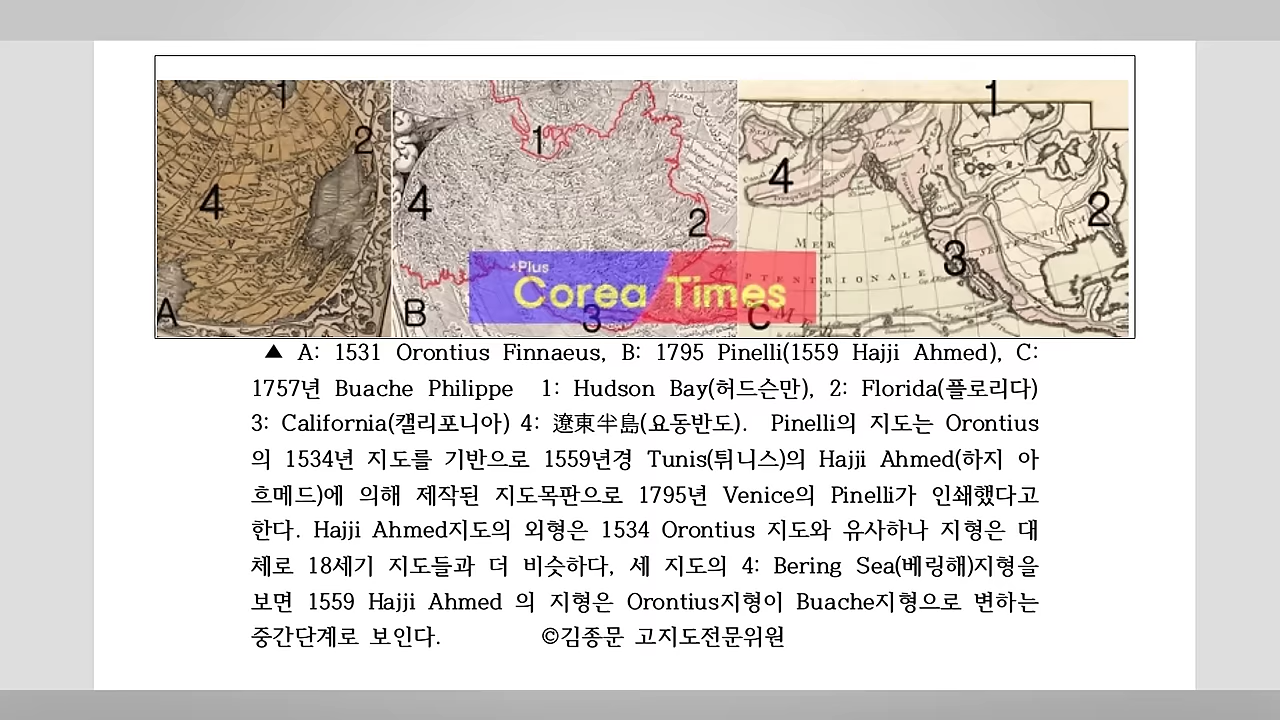 1
2
4
A
1
4
2
B
3
1
4
2
3
C
MER
PTENTRIONALE
+Plus
Corea Times
▲ A: 1531 Orontius Finnaeus, B: 1795 Pinelli(1559 Hajji Ahmed), C:
1757년 Buache Philippe 1: Hudson Bay(허드슨만), 2: Florida(플로리다)
3: California(캘리포니아) 4: 遼東半島(요동반도). Pinelli의 지도는 Orontius
의 1534년 지도를 기반으로 1559년경 Tunis(튀니스)의 Hajji Ahmed(하지 아
흐메드)에 의해 제작된 지도목판으로 1795년 Venice의 Pinelli가 인쇄했다고
한다. Hajji Ahmed지도의 외형은 1534 Orontius 지도와 유사하나 지형은 대
체로 18세기 지도들과 더 비슷하다, 세 지도의 4: Bering Sea(베링해)지형을
보면 1559 Hajji Ahmed 의 지형은 Orontius지형이 Buache지형으로 변하는
중간단계로 보인다. ©김종문 고지도전문위원